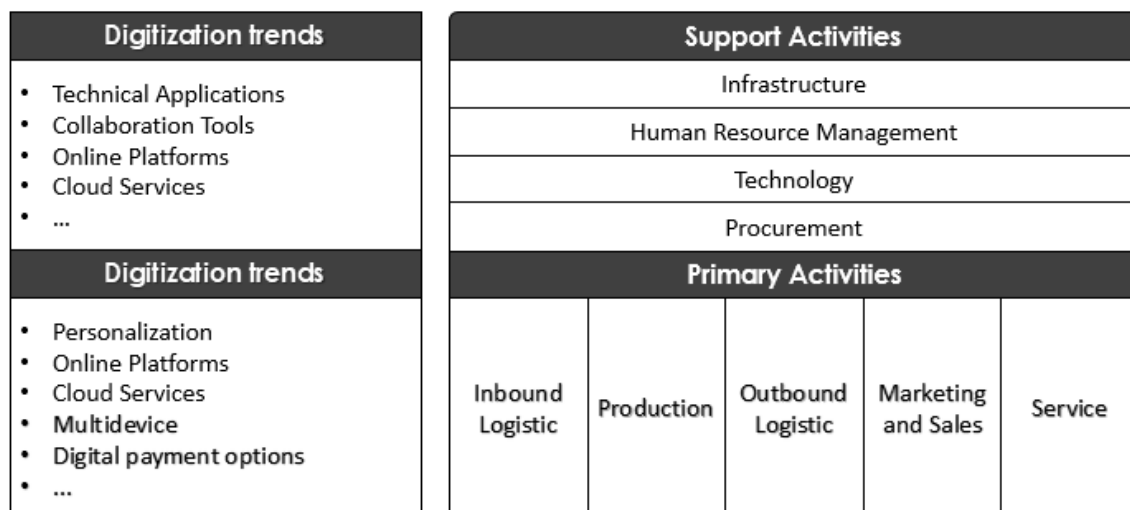 Digitization trends
• Technical Applications
• Collaboration Tools
• Online Platforms
• Cloud Services
• ...
Digitization trends
• Personalization
• Online Platforms
• Cloud Services
• Multidevice
• Digital payment options
• ...
Support Activities
Infrastructure
Human Resource Management
Technology
Procurement
Primary Activities
Inbound
Logistic
Production
Outbound
Logistic
Marketing
and Sales
Service